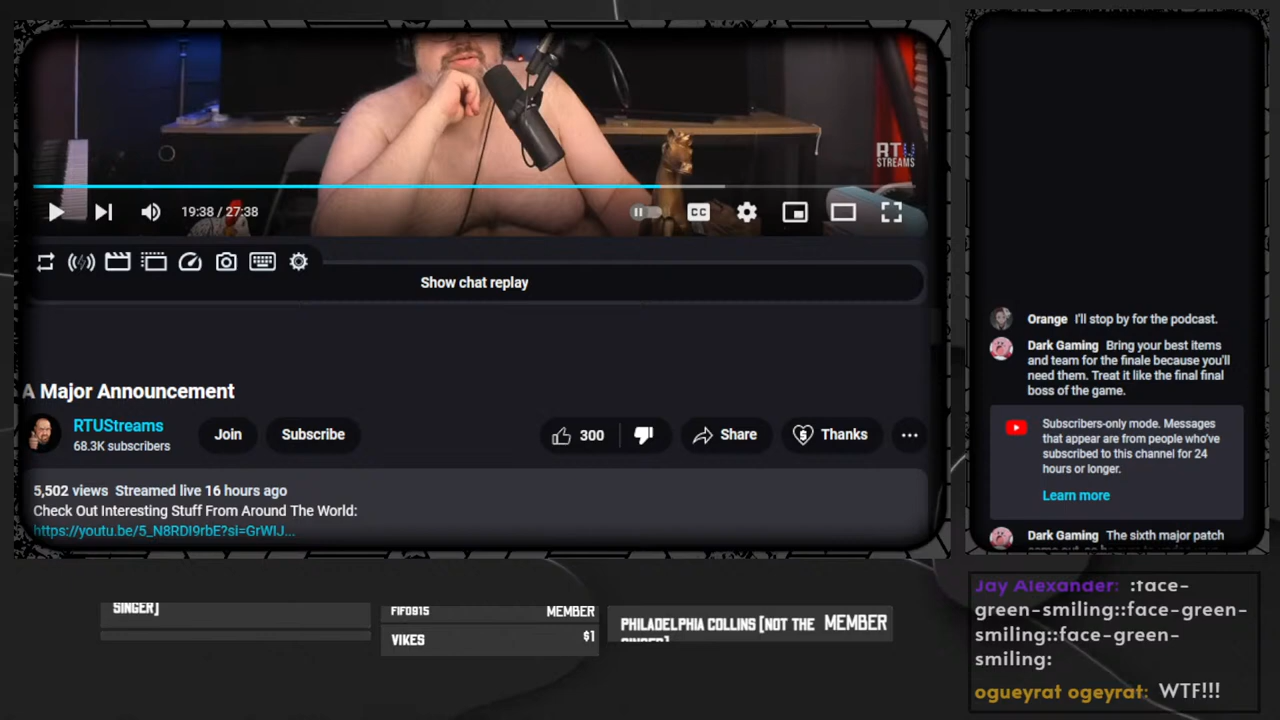 RTU
STREAMS
19:38 / 27:38
CC
Show chat replay
A Major Announcement
RTUStreams
68.3K subscribers
Join
Subscribe
300
Share
Thanks
5,502 views Streamed live 16 hours ago
Check Out Interesting Stuff From Around The World:
https://youtu.be/5_N8RDI9rbE?si=GrWIJ...
Orange I'll stop by for the podcast.
Dark Gaming Bring your best items
and team for the finale because you'll
need them. Treat it like the final final
boss of the game.
Subscribers-only mode. Messages
that appear are from people who've
subscribed to this channel for 24
hours or longer.
Learn more
Dark Gaming The sixth major patch
SINGER]
FIF0915 MEMBER
VIKES $1
PHILADELPHIA COLLINS [NOT THE MEMBER
SINGER]
Jay Alexander: :face-
green-smiling::face-green-
smiling::face-green-
smiling:
ogueyrat ogeyrat: WTF!!!